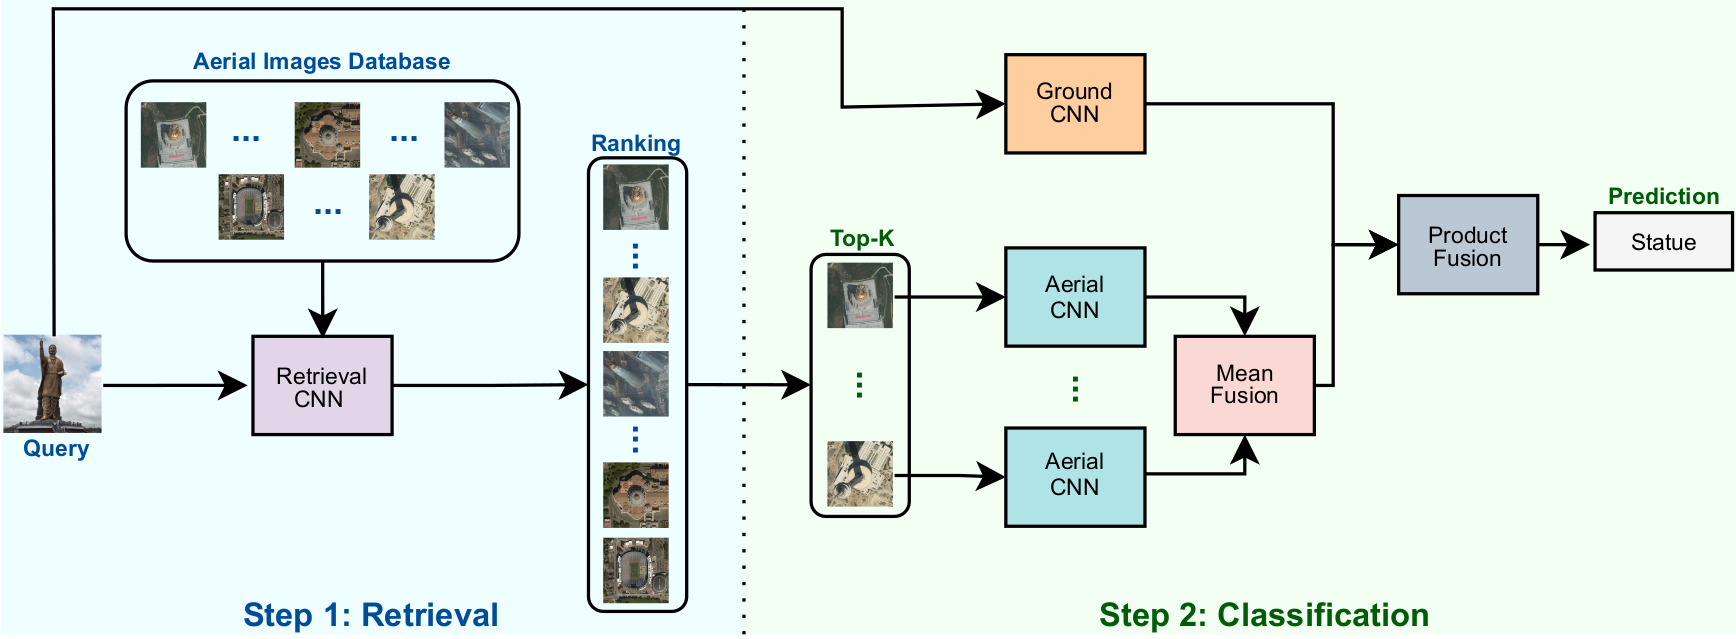 Aerial Images Database
Ranking
Retrieval
CNN
Query
Step 1: Retrieval
Ground
CNN
Top-K
Aerial
CNN
Aerial
CNN
Mean
Fusion
Product
Fusion
Prediction
Statue
Step 2: Classification